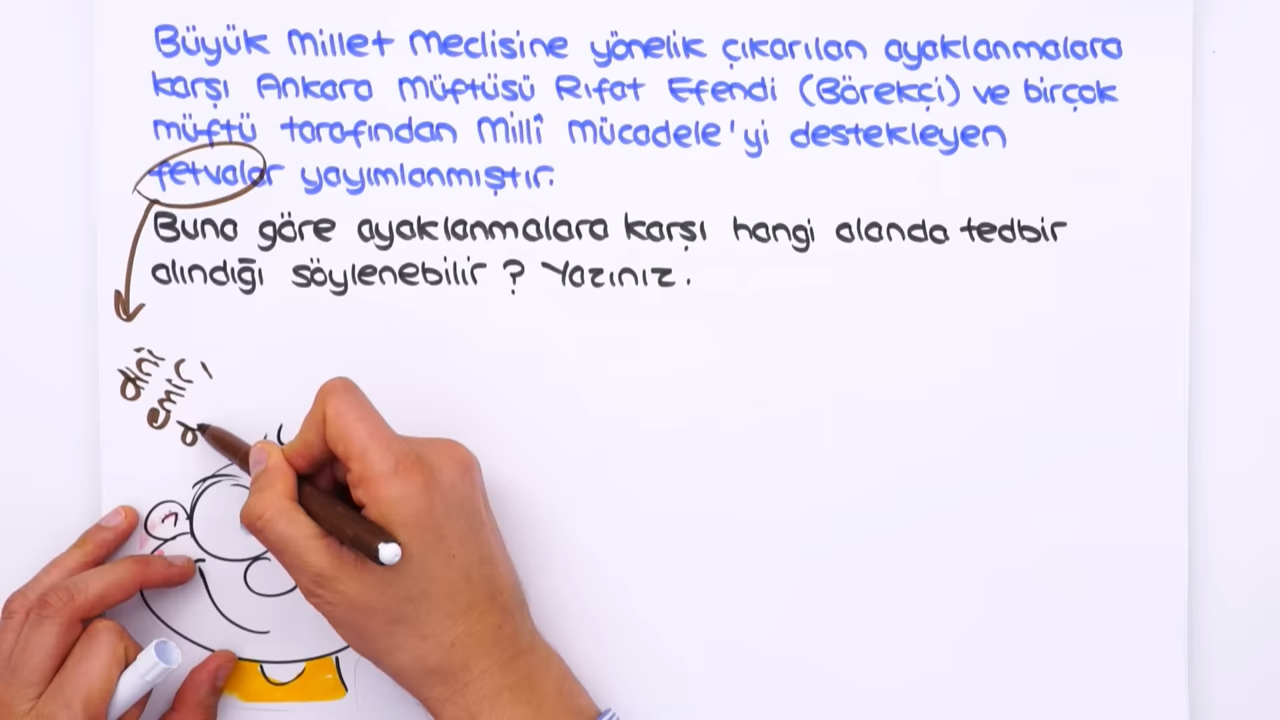 Büyük Millet Meclisine yönelik çıkarılan ayaklanmalara
karşı Ankara müftüsü Rıfat Efendi (Börekçi) ve birçok
müftü tarafından Millî mücadele'yi destekleyen
fetvalar yayımlanmıştır.
Buna göre ayaklanmalara karşı hangi alanda tedbir
alındığı söylenebilir? Yazınız.
dinî
emir,